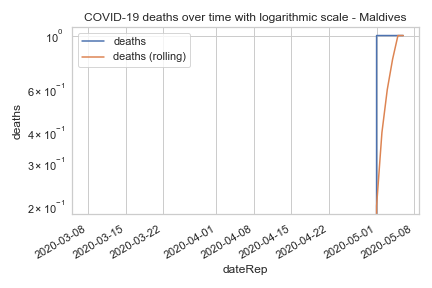 COVID-19 deaths over time with logarithmic scale - Maldives
deaths
deaths (rolling)
10⁰
6 × 10⁻¹
4 × 10⁻¹
3 × 10⁻¹
2 × 10⁻¹
deaths
2020-03-08
2020-03-15
2020-03-22
2020-04-01
2020-04-08
2020-04-15
2020-04-22
2020-05-01
2020-05-08
dateRep